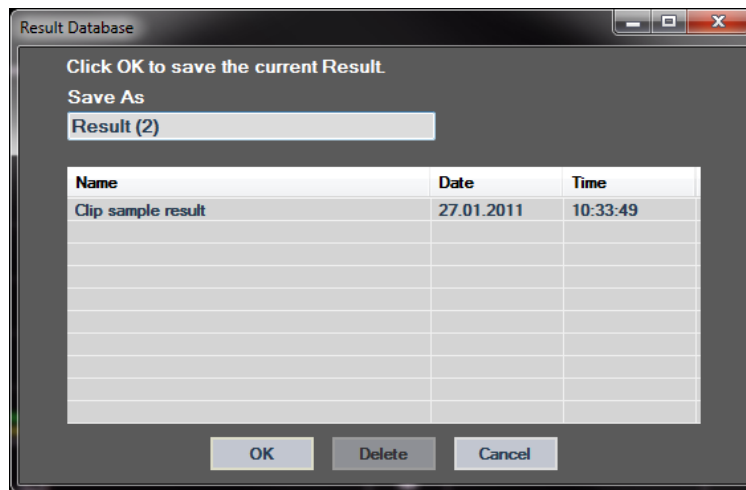 Result Database
Click OK to save the current Result.
Save As
Result (2)
Name Date Time
Clip sample result 27.01.2011 10:33:49
OK Delete Cancel